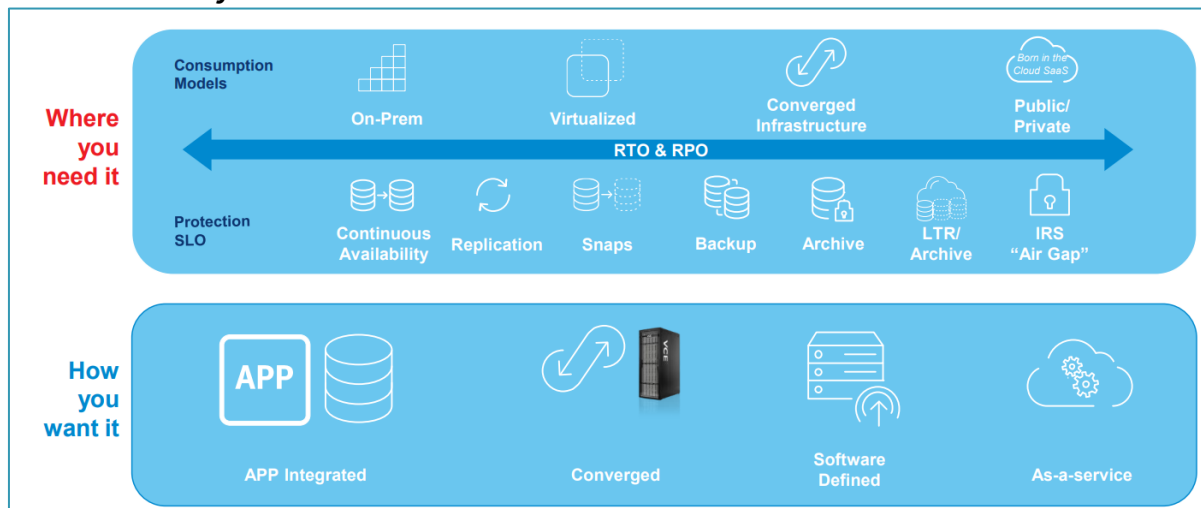 Consumption
Models
Born in the
Cloud SaaS
On-Prem
Virtualized
Converged
Infrastructure
Public/
Private
Where
you
need it
RTO & RPO
Protection
SLO
Continuous
Availability
Replication
Snaps
Backup
Archive
LTR/
Archive
IRS
“Air Gap”
How
you
want it
APP
VCE
APP Integrated
Converged
Software
Defined
As-a-service